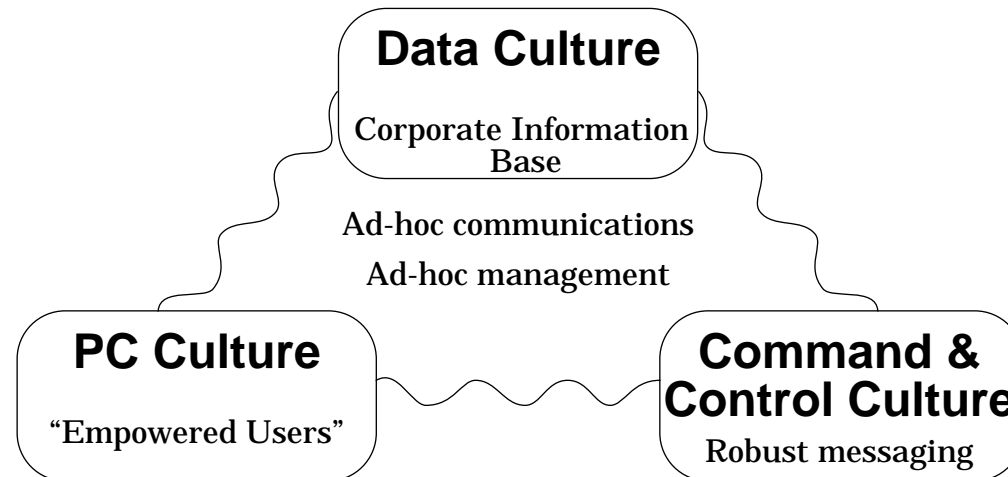 Data Culture
Corporate Information
Base
Ad-hoc communications
Ad-hoc management
PC Culture
“Empowered Users”
Command &
Control Culture
Robust messaging